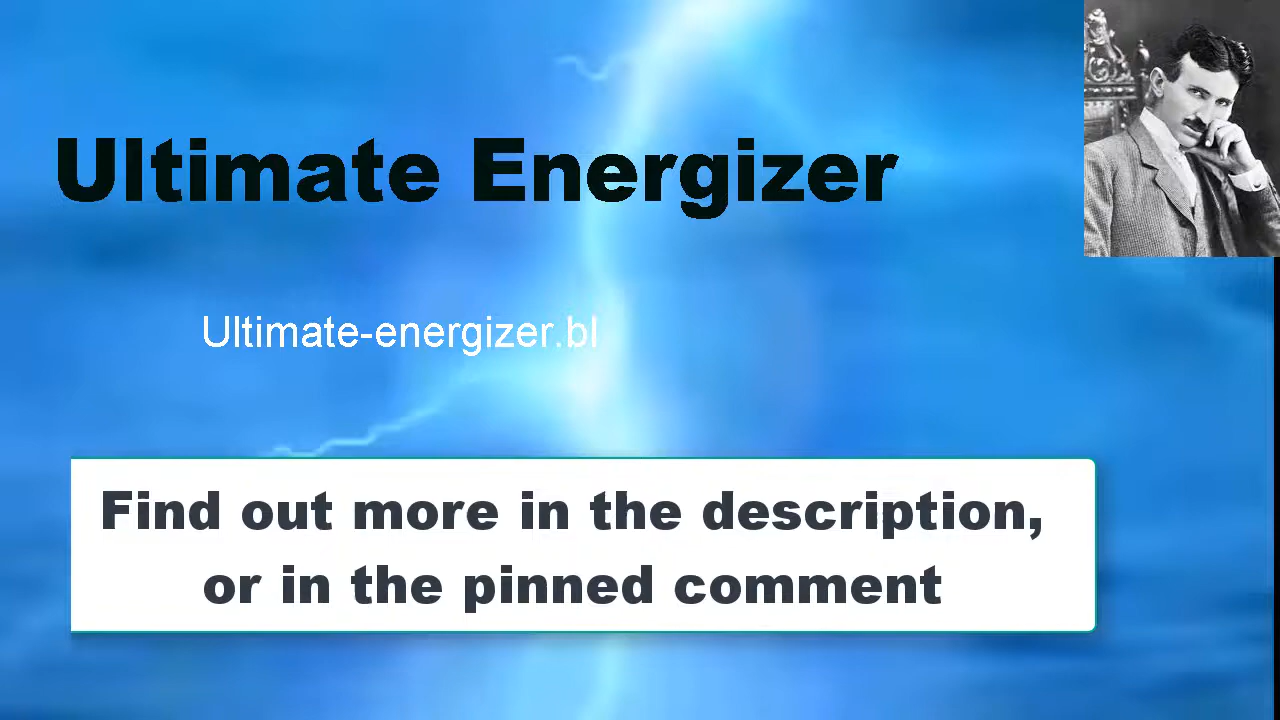 Ultimate Energizer
Ultimate-energizer.bl
Find out more in the description,
or in the pinned comment